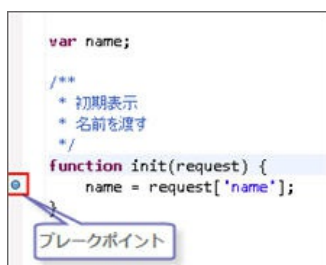 var name;
/**
* 初期表示
* 名前を渡す
*/
function init(request) {
name = request['name'];
}
ブレークポイント